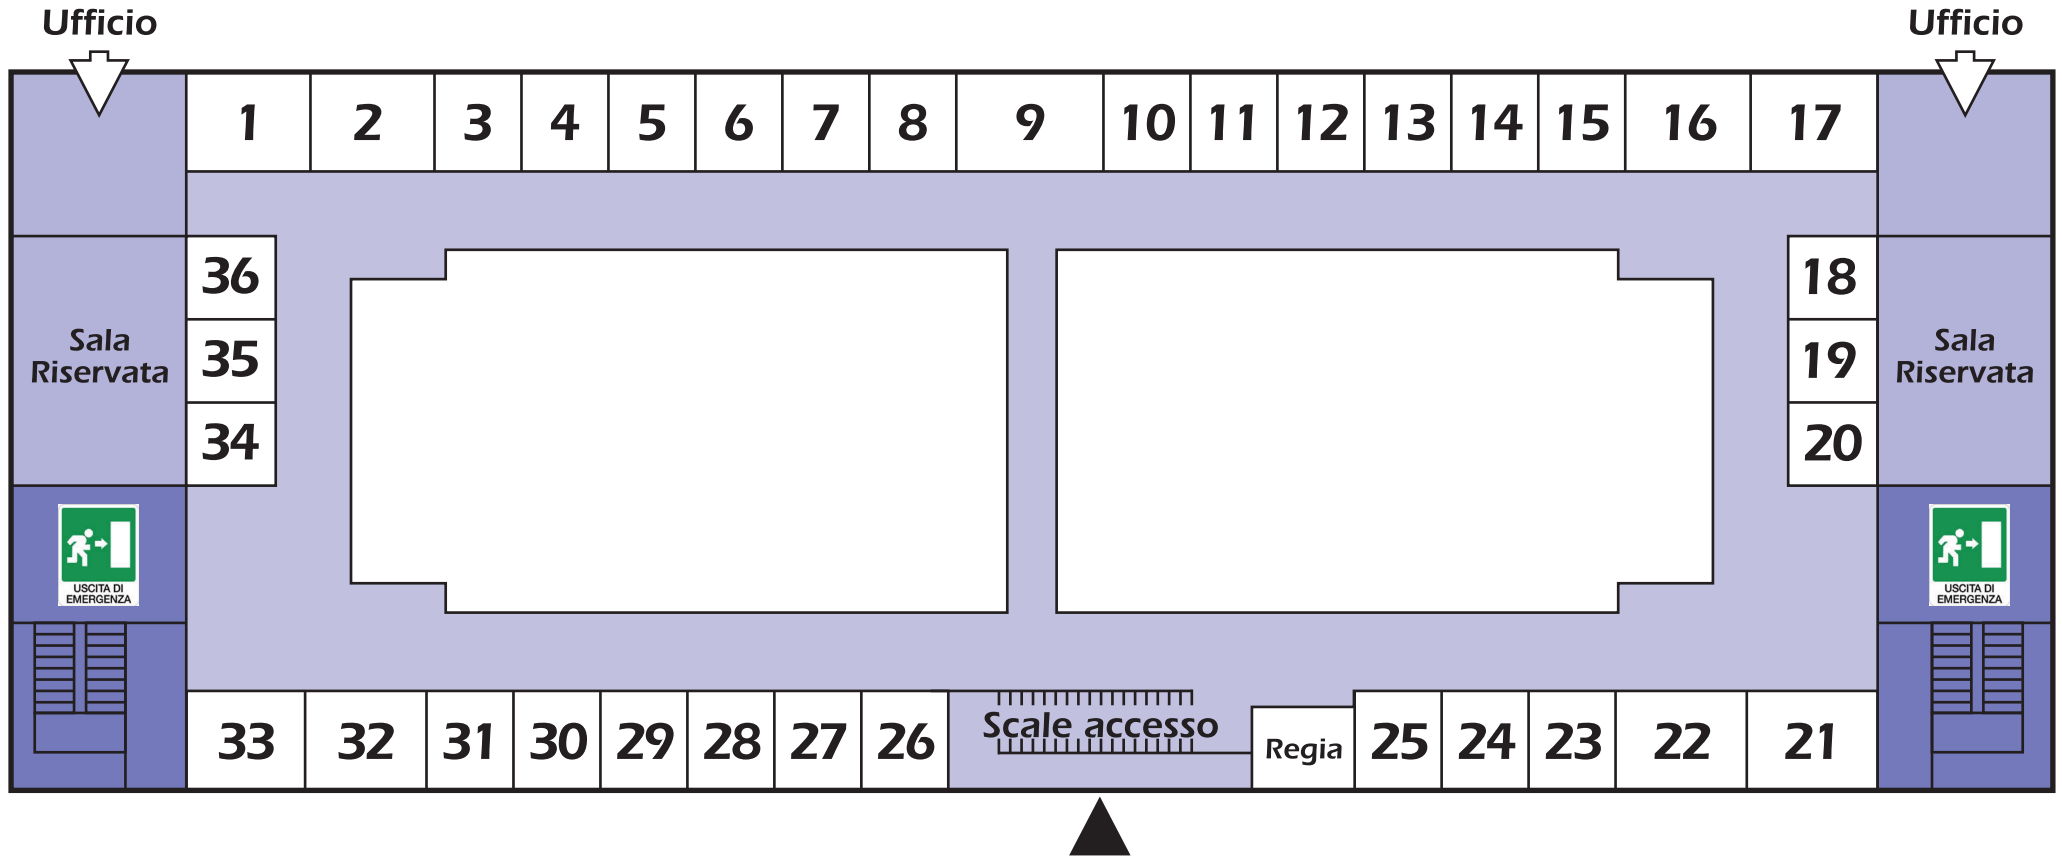 Ufficio
Ufficio
1 2 3 4 5 6 7 8 9 10 11 12 13 14 15 16 17
36
35
34
18
19
20
Sala
Riservata
Sala
Riservata
USCITA DI
EMERGENZA
USCITA DI
EMERGENZA
33 32 31 30 29 28 27 26
Scale accesso
Regia
25 24 23 22 21